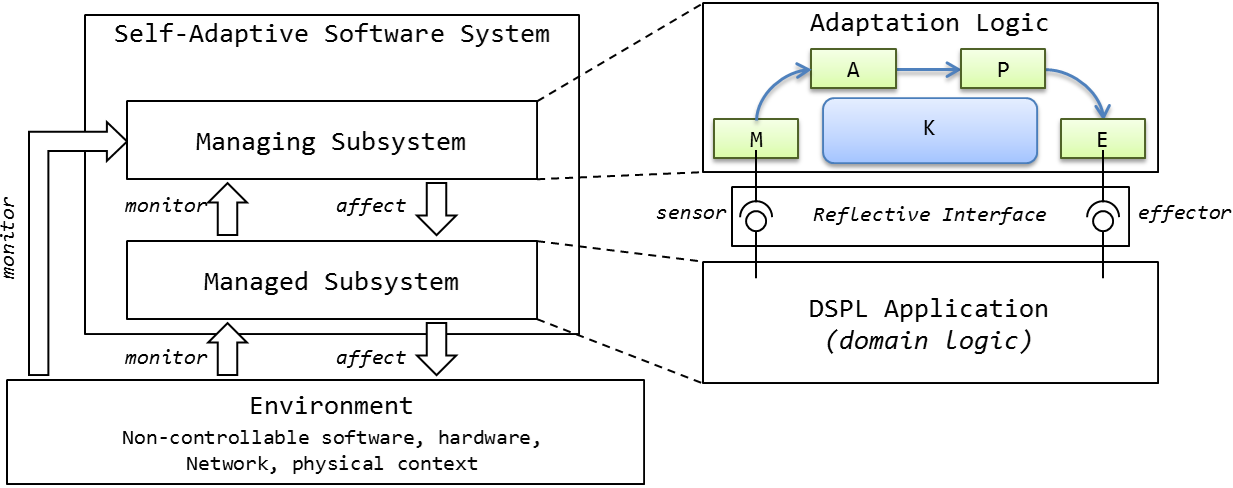 Self-Adaptive Software System
Managing Subsystem
monitor
affect
monitor
Managed Subsystem
monitor
affect
Environment
Non-controllable software, hardware,
Network, physical context
Adaptation Logic
A
P
M
K
E
sensor
Reflective Interface
effector
DSPL Application
(domain logic)